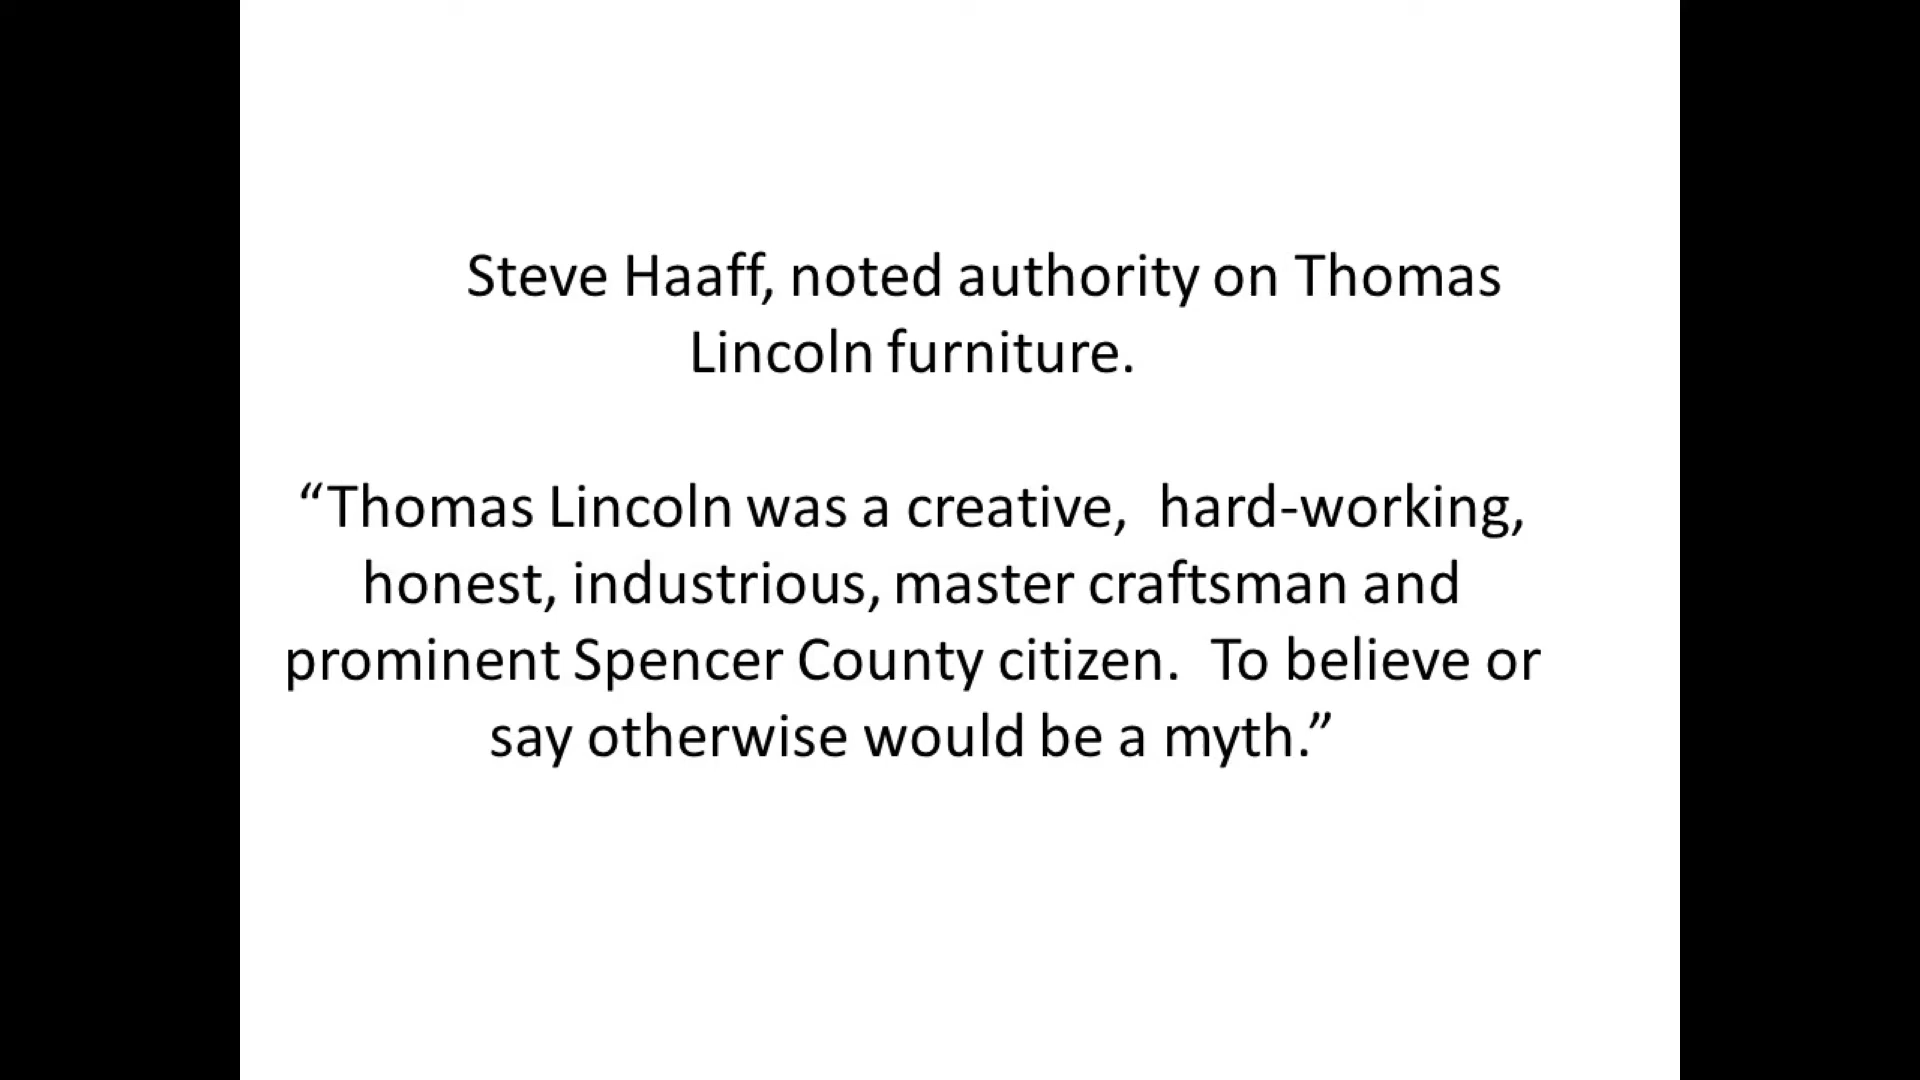 Steve Haaff, noted authority on Thomas
Lincoln furniture.
“Thomas Lincoln was a creative,  hard-working,
honest, industrious, master craftsman and
prominent Spencer County citizen.  To believe or
say otherwise would be a myth.”